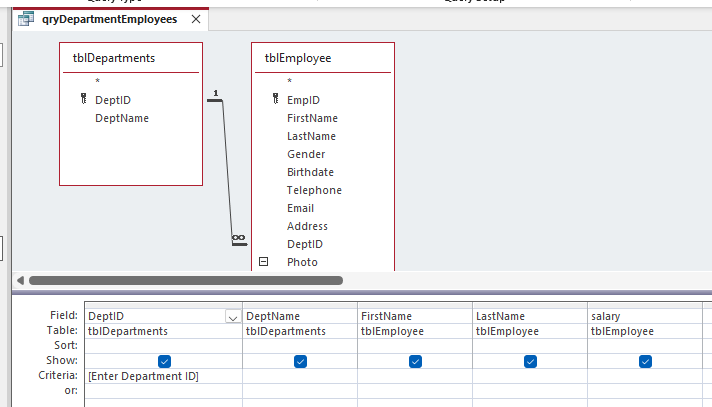 qryDepartmentEmployees
tblDepartments
*
DeptID
DeptName
1
∞
tblEmployee
*
EmpID
FirstName
LastName
Gender
Birthdate
Telephone
Email
Address
DeptID
Photo
Field: DeptID DeptName FirstName LastName salary
Table: tblDepartments tblDepartments tblEmployee tblEmployee tblEmployee
Sort:
Show:
Criteria: [Enter Department ID]
or: